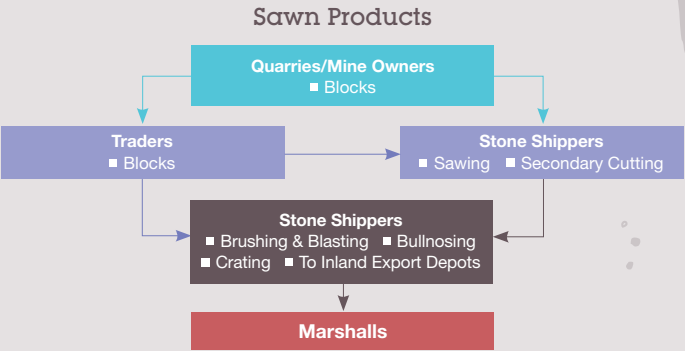 Sawn Products
Quarries/Mine Owners
■ Blocks
Traders
■ Blocks
Stone Shippers
■ Sawing ■ Secondary Cutting
Stone Shippers
■ Brushing & Blasting ■ Bullnosing
■ Crating ■ To Inland Export Depots
Marshalls